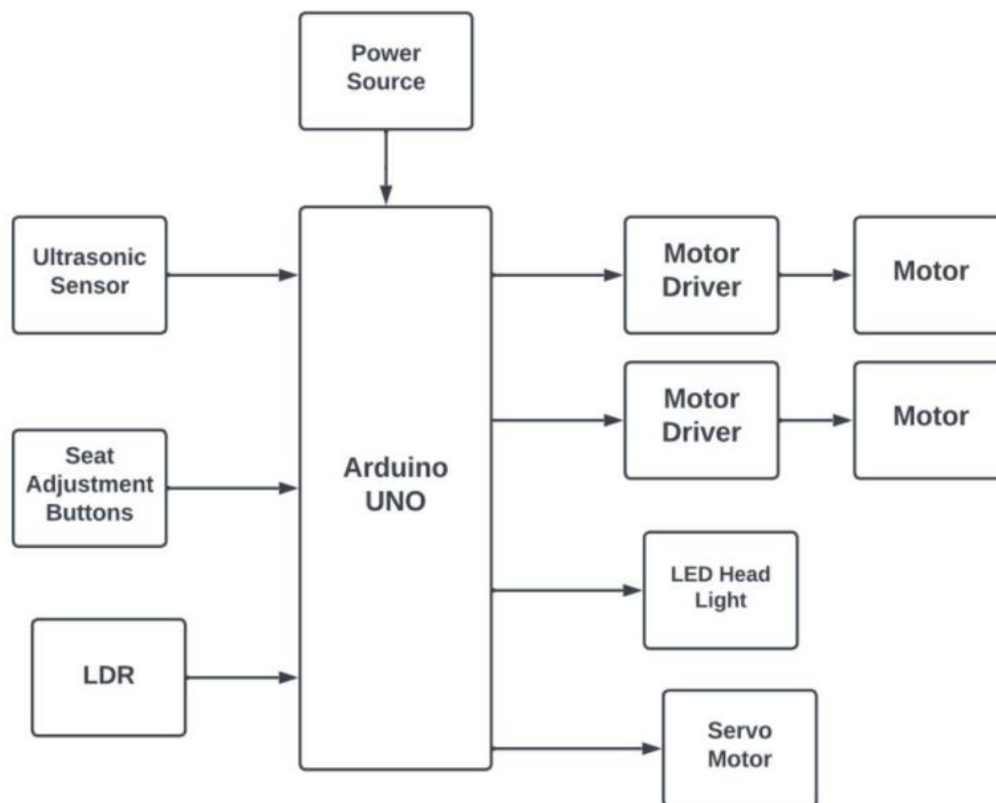 Power
Source
Ultrasonic
Sensor
Motor
Driver
Motor
Motor
Driver
Motor
Seat
Adjustment
Buttons
Arduino
UNO
LED Head
Light
LDR
Servo
Motor